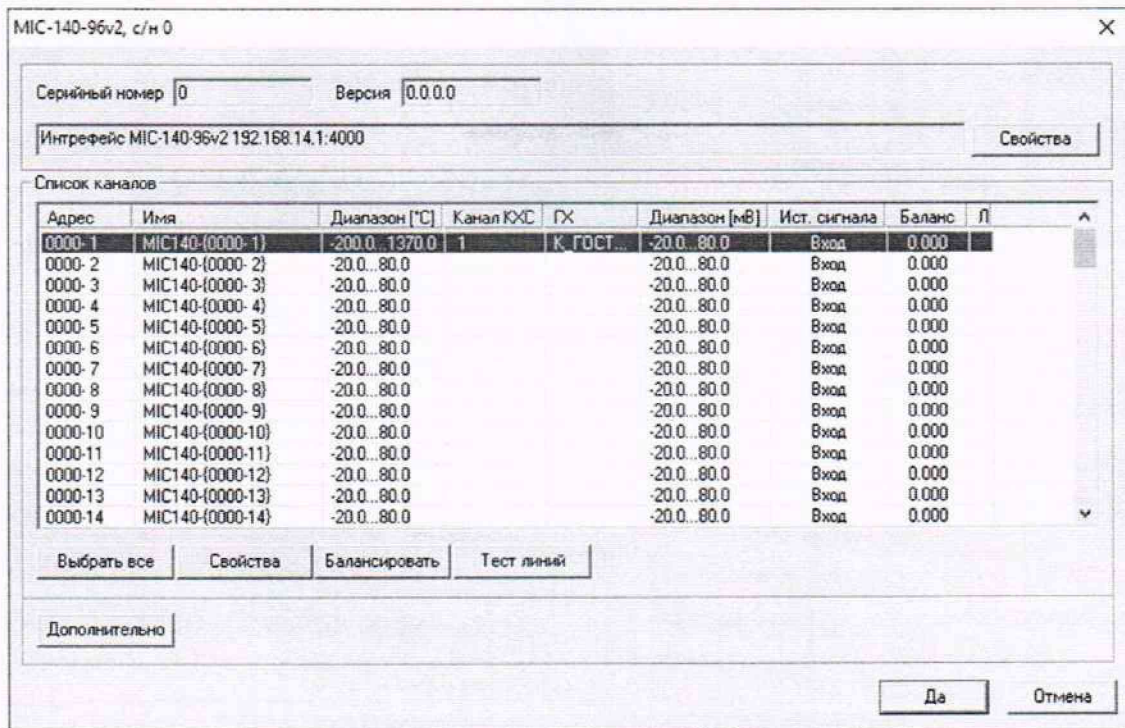 MIC-140-96v2, с/н 0
Серийный номер 0 Версия 0.0.0.0
Интрефейс MIC-140-96v2 192.168.14.1:4000 Свойства
Список каналов
Адрес Имя Диапазон [°C] Канал КХС ГХ Диапазон [мВ] Ист. сигнала Баланс Л
0000- 1 MIC140-{0000- 1} -200.0...1370.0 1 K_ГОСТ... -20.0...80.0 Вход 0.000
0000- 2 MIC140-{0000- 2} -20.0...80.0 -20.0...80.0 Вход 0.000
0000- 3 MIC140-{0000- 3} -20.0...80.0 -20.0...80.0 Вход 0.000
0000- 4 MIC140-{0000- 4} -20.0...80.0 -20.0...80.0 Вход 0.000
0000- 5 MIC140-{0000- 5} -20.0...80.0 -20.0...80.0 Вход 0.000
0000- 6 MIC140-{0000- 6} -20.0...80.0 -20.0...80.0 Вход 0.000
0000- 7 MIC140-{0000- 7} -20.0...80.0 -20.0...80.0 Вход 0.000
0000- 8 MIC140-{0000- 8} -20.0...80.0 -20.0...80.0 Вход 0.000
0000- 9 MIC140-{0000- 9} -20.0...80.0 -20.0...80.0 Вход 0.000
0000-10 MIC140-{0000-10} -20.0...80.0 -20.0...80.0 Вход 0.000
0000-11 MIC140-{0000-11} -20.0...80.0 -20.0...80.0 Вход 0.000
0000-12 MIC140-{0000-12} -20.0...80.0 -20.0...80.0 Вход 0.000
0000-13 MIC140-{0000-13} -20.0...80.0 -20.0...80.0 Вход 0.000
0000-14 MIC140-{0000-14} -20.0...80.0 -20.0...80.0 Вход 0.000
Выбрать все Свойства Балансировать Тест линий
Дополнительно
Да Отмена